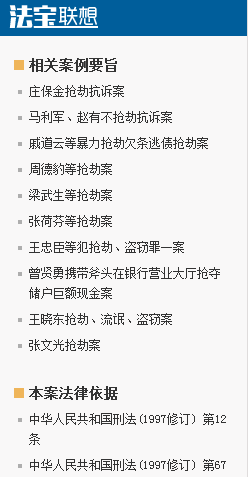 法宝联想
相关案例要旨
庄保金抢劫抗诉案
马利军、赵有不抢劫抗诉案
戚道云等暴力抢劫欠条逃债抢劫案
周德豹等抢劫案
梁武生等抢劫案
张荷芬等抢劫案
王忠臣等犯抢劫、盗窃罪一案
曾贤勇携带斧头在银行营业大厅抢夺
储户巨额现金案
王晓东抢劫、流氓、盗窃案
张文光抢劫案
本案法律依据
中华人民共和国刑法(1997修订) 第12
条
中华人民共和国刑法(1997修订) 第67